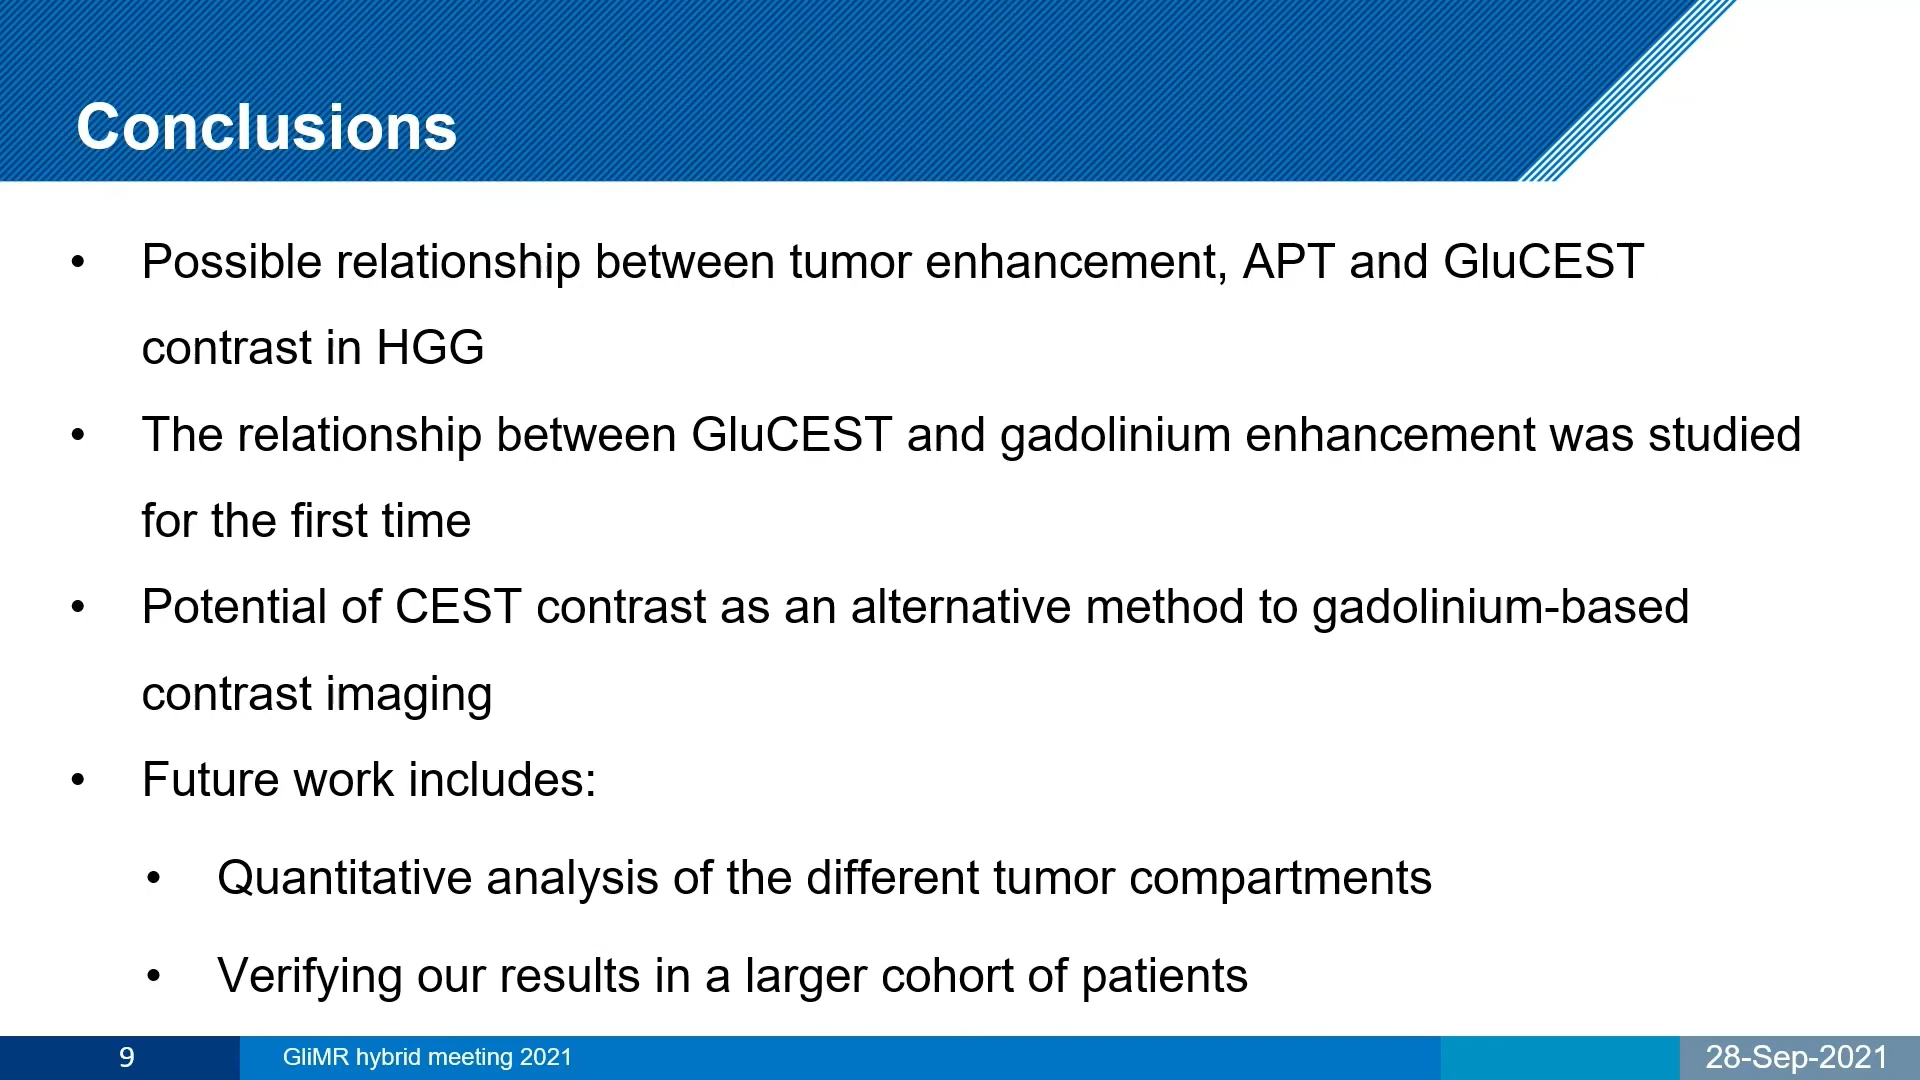 Conclusions
• Possible relationship between tumor enhancement, APT and GluCEST
contrast in HGG
• The relationship between GluCEST and gadolinium enhancement was studied
for the first time
• Potential of CEST contrast as an alternative method to gadolinium-based
contrast imaging
• Future work includes:
• Quantitative analysis of the different tumor compartments
• Verifying our results in a larger cohort of patients
9
GliMR hybrid meeting 2021
28-Sep-2021